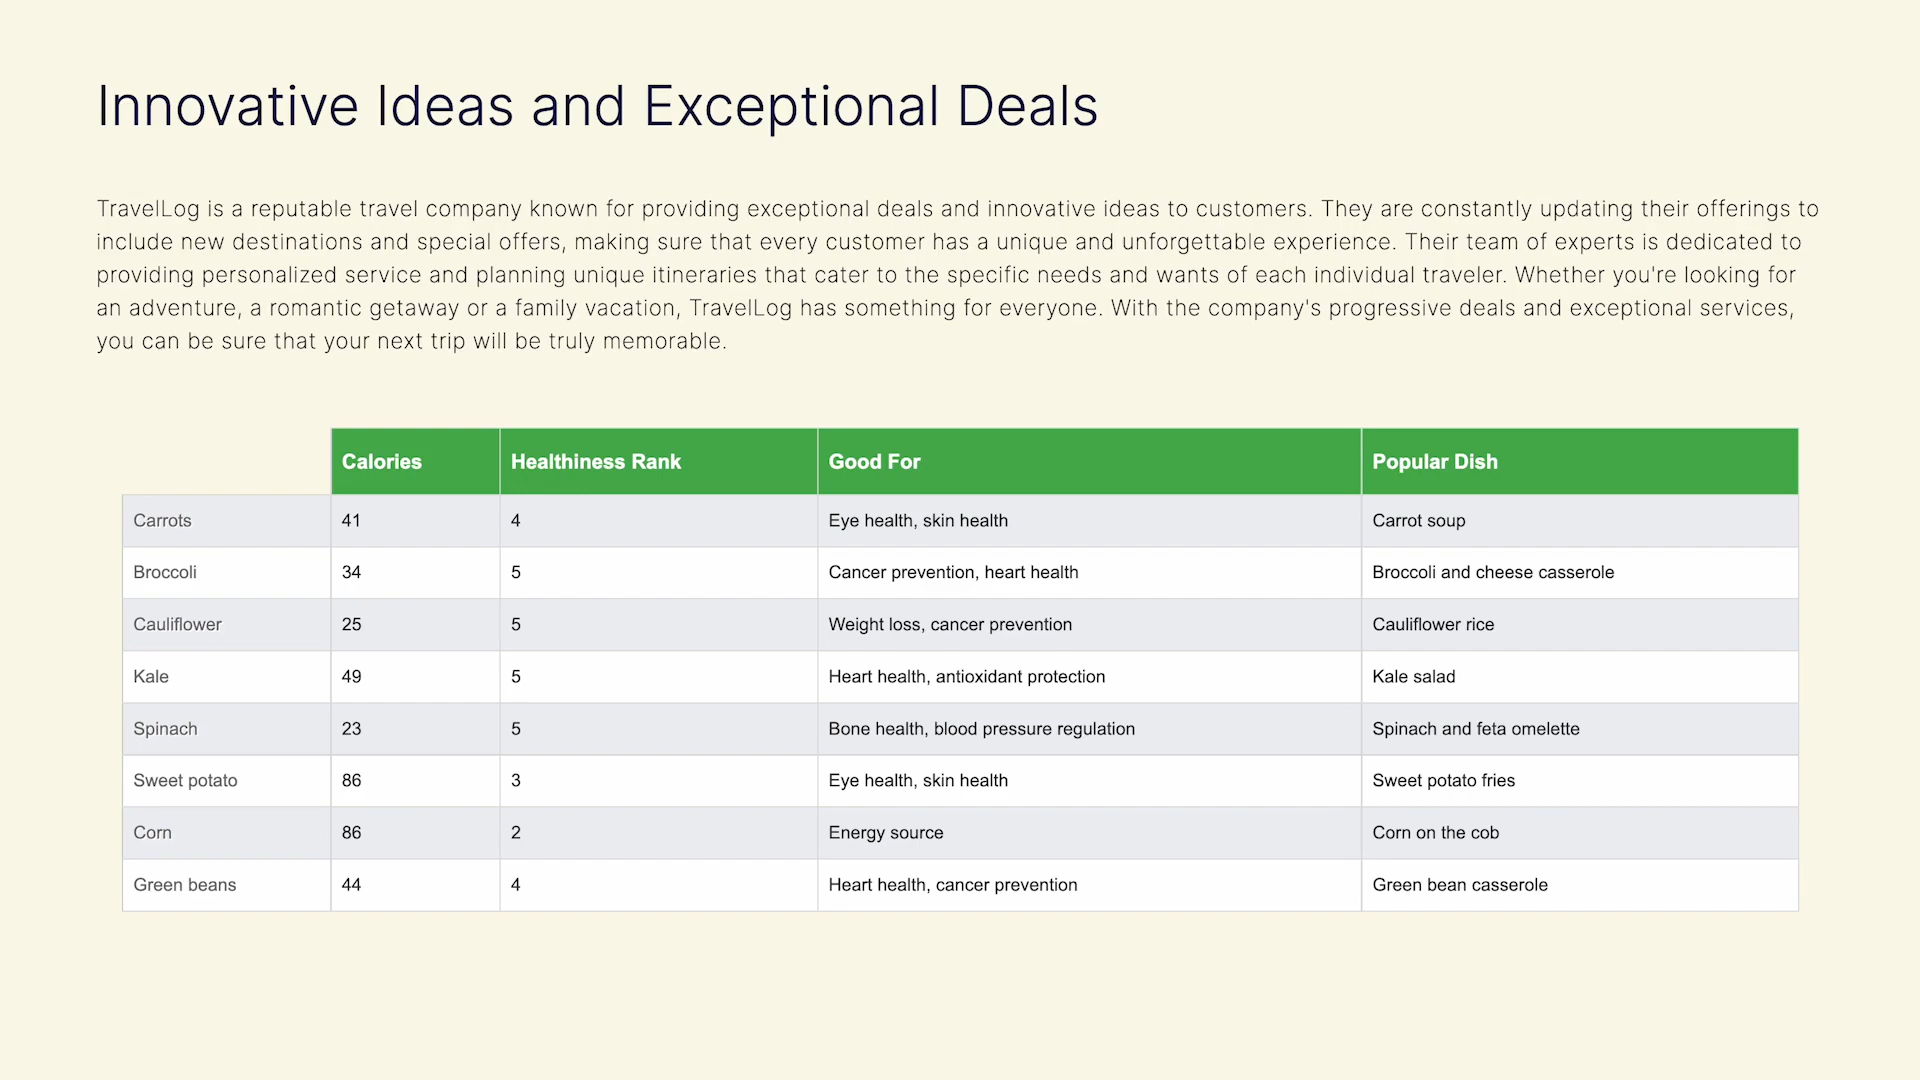 Innovative Ideas and Exceptional Deals
TravelLog is a reputable travel company known for providing exceptional deals and innovative ideas to customers. They are constantly updating their offerings to
include new destinations and special offers, making sure that every customer has a unique and unforgettable experience. Their team of experts is dedicated to
providing personalized service and planning unique itineraries that cater to the specific needs and wants of each individual traveler. Whether you're looking for
an adventure, a romantic getaway or a family vacation, TravelLog has something for everyone. With the company's progressive deals and exceptional services,
you can be sure that your next trip will be truly memorable.
Calories Healthiness Rank Good For Popular Dish
Carrots 41 4 Eye health, skin health Carrot soup
Broccoli 34 5 Cancer prevention, heart health Broccoli and cheese casserole
Cauliflower 25 5 Weight loss, cancer prevention Cauliflower rice
Kale 49 5 Heart health, antioxidant protection Kale salad
Spinach 23 5 Bone health, blood pressure regulation Spinach and feta omelette
Sweet potato 86 3 Eye health, skin health Sweet potato fries
Corn 86 2 Energy source Corn on the cob
Green beans 44 4 Heart health, cancer prevention Green bean casserole